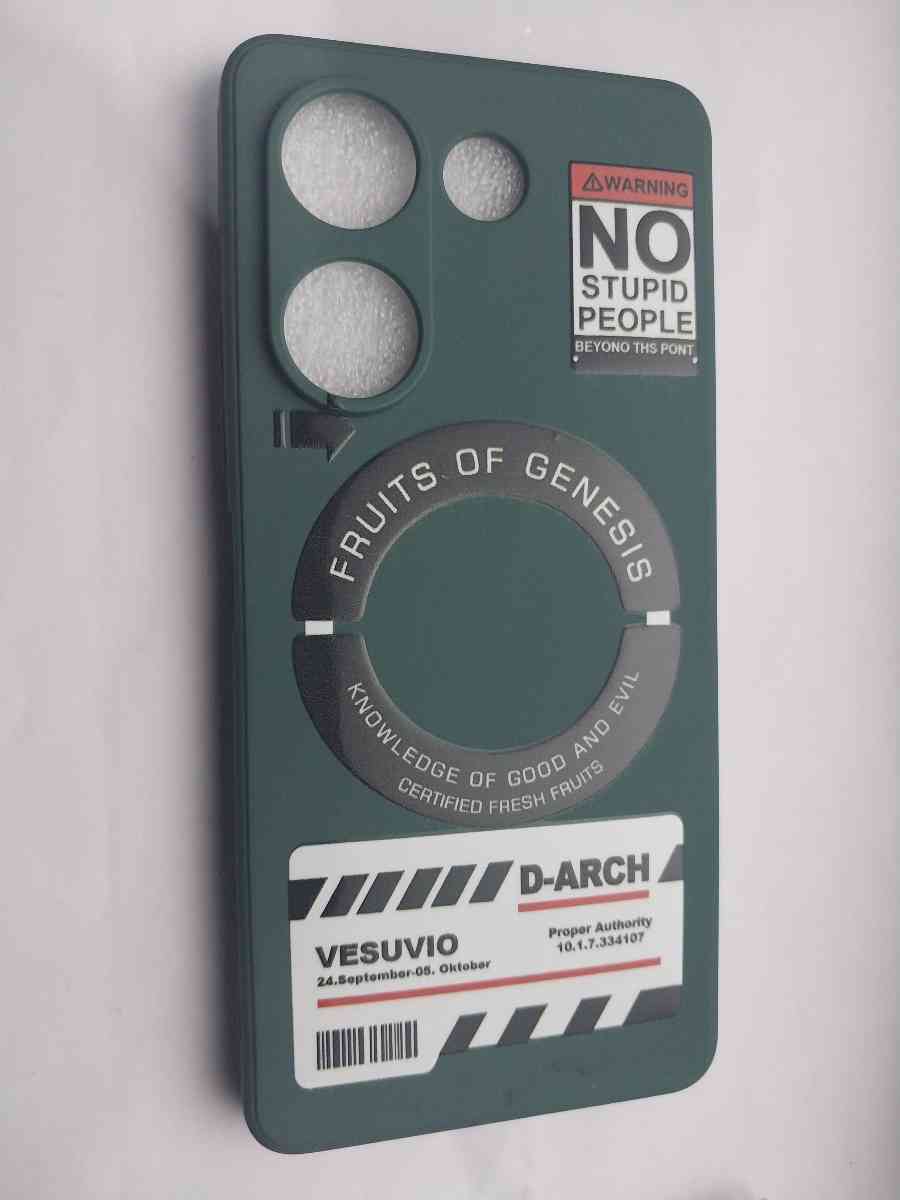 WARNING
NO
STUPID
PEOPLE
BEYONO THS PONT
FRUITS OF GENESIS
KNOWLEDGE OF GOOD AND EVIL
CERTIFIED FRESH FRUITS
D-ARCH
Proper Authority
10.1.7.334107
VESUVIO
24.September-05. Oktober